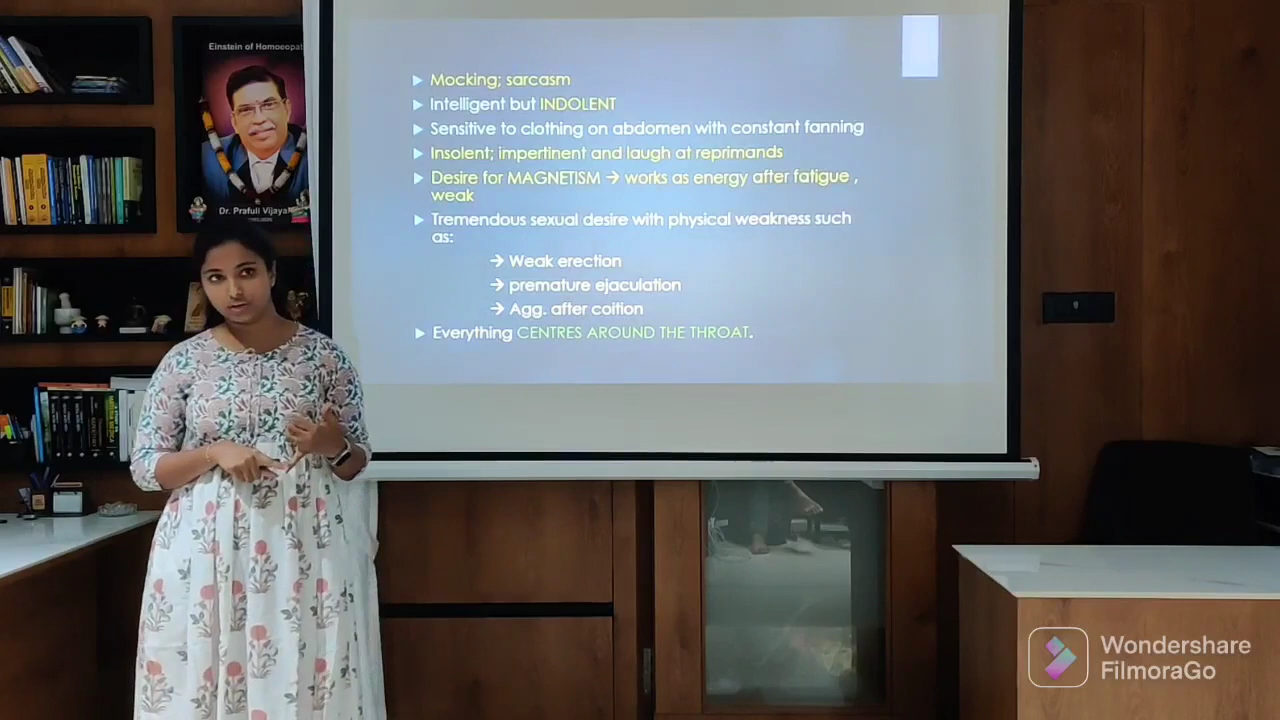 Einstein of Homoeopat
Dr. Prafull Vijayak
Mocking; sarcasm
Intelligent but INDOLENT
Sensitive to clothing on abdomen with constant fanning
Insolent; impertinent and laugh at reprimands
Desire for MAGNETISM → works as energy after fatigue ,
weak
Tremendous sexual desire with physical weakness such
as:
→ Weak erection
→ premature ejaculation
→ Agg. after coition
Everything CENTRES AROUND THE THROAT.
Wondershare
FilmoraGo